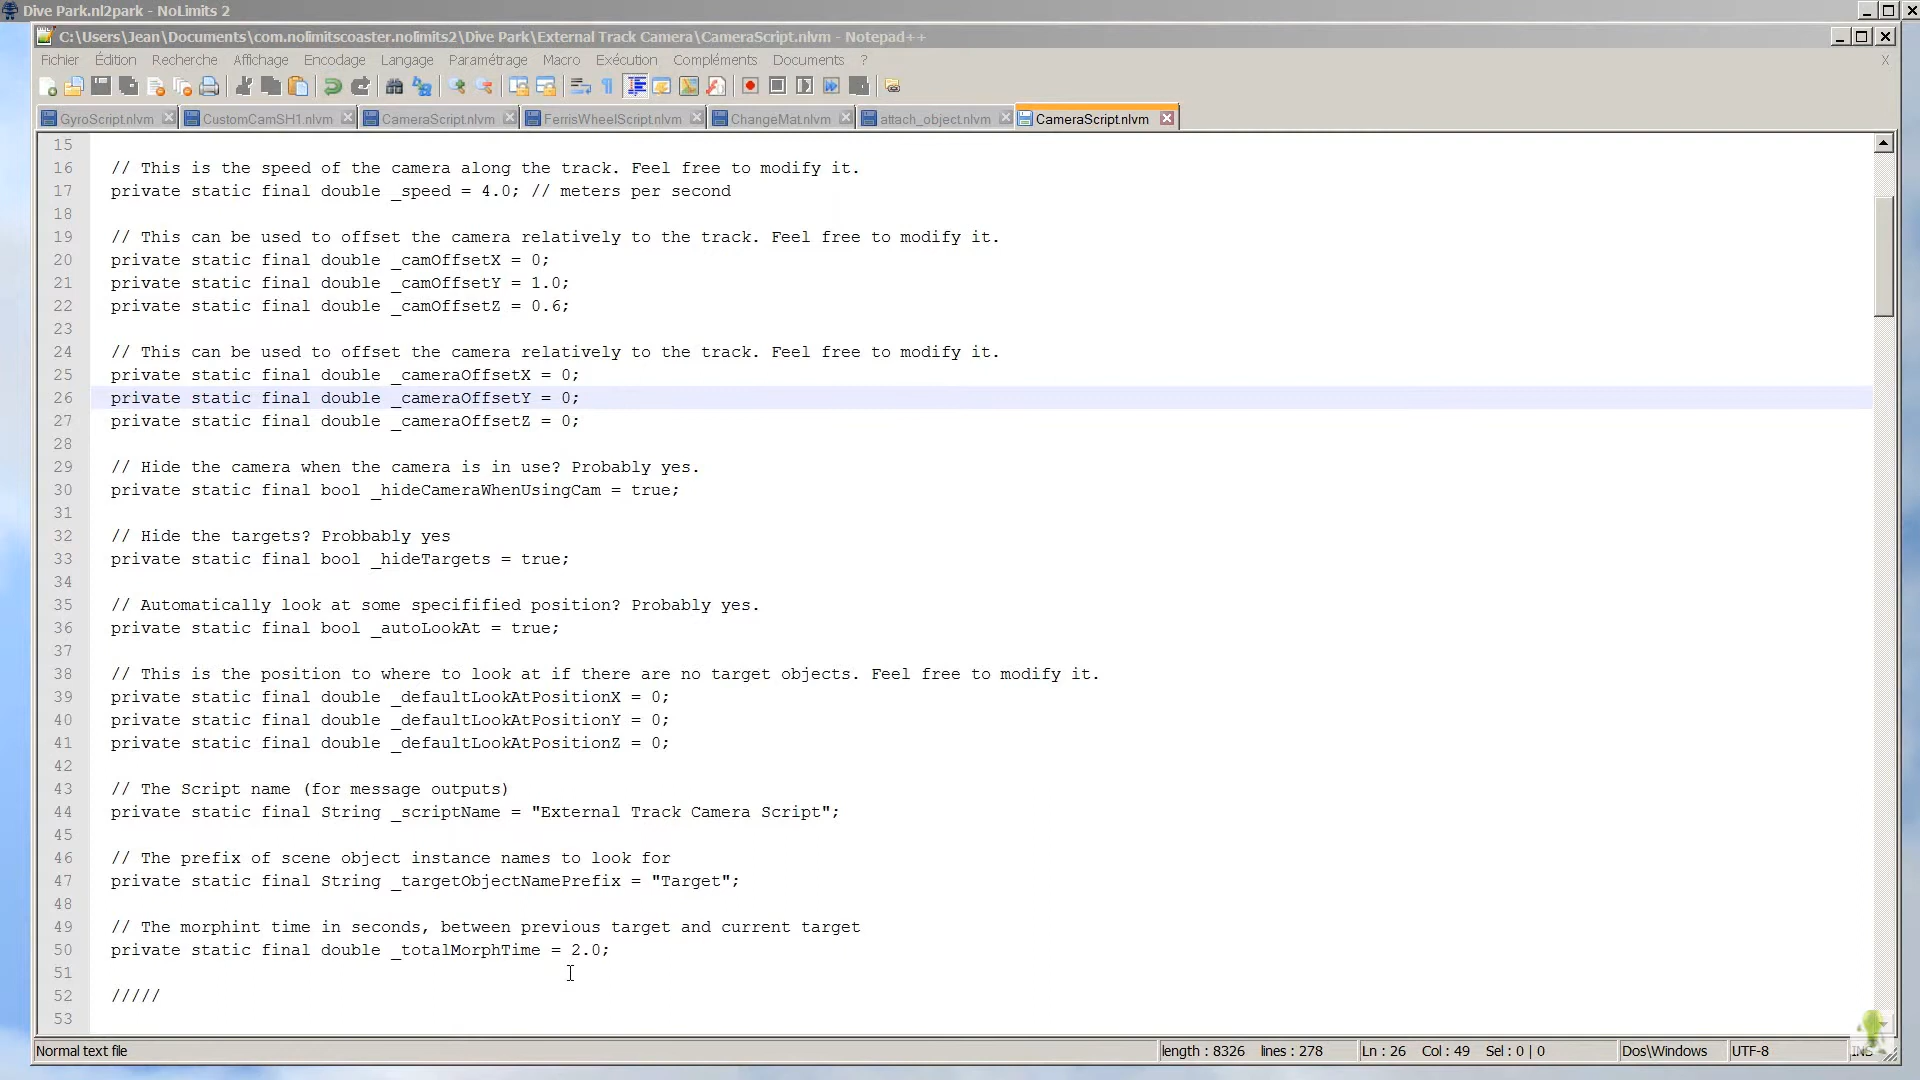 Dive Park.nl2park - NoLimits 2
C:\Users\Jean\Documents\com.nolimitscoaster.nolimits2\Dive Park\External Track Camera\CameraScript.nlvm - Notepad++
Fichier Édition Recherche Affichage Encodage Langage Paramétrage Macro Exécution Compléments Documents ? X
GyroScript.nlvm CustomCamSH1.nlvm CameraScript.nlvm FerrisWheelScript.nlvm ChangeMat.nlvm attach_object.nlvm CameraScript.nlvm
15
16 // This is the speed of the camera along the track. Feel free to modify it.
17 private static final double _speed = 4.0; // meters per second
18
19 // This can be used to offset the camera relatively to the track. Feel free to modify it.
20 private static final double _camOffsetX = 0;
21 private static final double _camOffsetY = 1.0;
22 private static final double _camOffsetZ = 0.6;
23
24 // This can be used to offset the camera relatively to the track. Feel free to modify it.
25 private static final double _cameraOffsetX = 0;
26 private static final double _cameraOffsetY = 0;
27 private static final double _cameraOffsetZ = 0;
28
29 // Hide the camera when the camera is in use? Probably yes.
30 private static final bool _hideCameraWhenUsingCam = true;
31
32 // Hide the targets? Probbably yes
33 private static final bool _hideTargets = true;
34
35 // Automatically look at some specifified position? Probably yes.
36 private static final bool _autoLookAt = true;
37
38 // This is the position to where to look at if there are no target objects. Feel free to modify it.
39 private static final double _defaultLookAtPositionX = 0;
40 private static final double _defaultLookAtPositionY = 0;
41 private static final double _defaultLookAtPositionZ = 0;
42
43 // The Script name (for message outputs)
44 private static final String _scriptName = "External Track Camera Script";
45
46 // The prefix of scene object instance names to look for
47 private static final String _targetObjectNamePrefix = "Target";
48
49 // The morphint time in seconds, between previous target and current target
50 private static final double _totalMorphTime = 2.0;
51
52 /////
53
Normal text file length : 8326 lines : 278 Ln : 26 Col : 49 Sel : 0 | 0 Dos\Windows UTF-8 INS